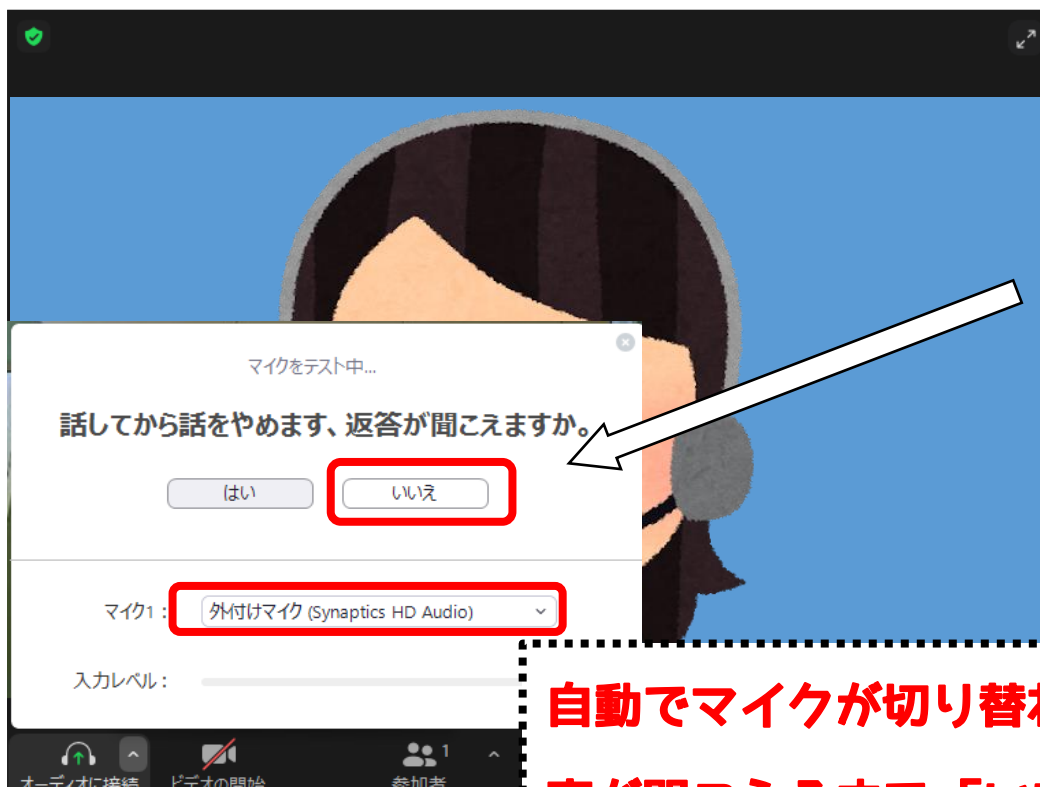 マイクをテスト中...
話してから話をやめます、返答が聞こえますか。
はい
いいえ
マイク1：
外付けマイク (Synaptics HD Audio)
入力レベル：
自動でマイクが切り替わ
1
オーディオに接続
ビデオの開始
参加者